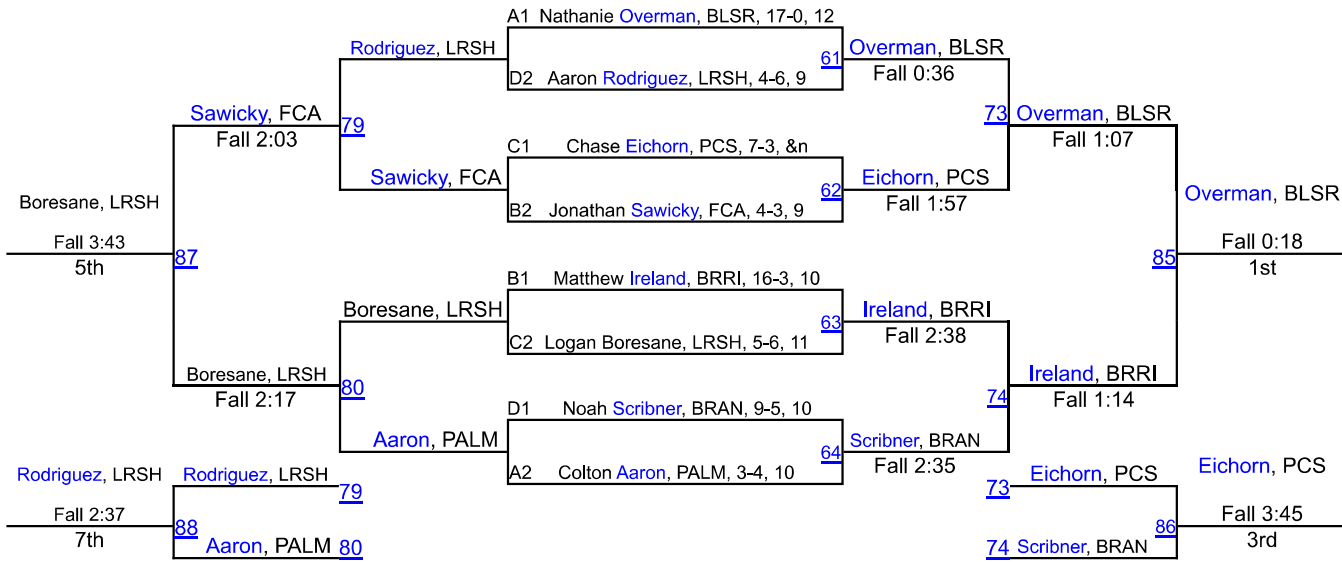 A1 Nathanie Overman, BLSR, 17-0, 12
Rodriguez, LRSH
61
Overman, BLSR
Fall 0:36
D2 Aaron Rodriguez, LRSH, 4-6, 9
Sawicky, FCA
79
Fall 2:03
73
Overman, BLSR
Fall 1:07
C1 Chase Eichorn, PCS, 7-3, &n
Sawicky, FCA
62
Eichorn, PCS
Fall 1:57
B2 Jonathan Sawicky, FCA, 4-3, 9
Boresane, LRSH
Fall 3:43
5th
87
Overman, BLSR
85
Fall 0:18
1st
B1 Matthew Ireland, BRRI, 16-3, 10
Boresane, LRSH
63
Ireland, BRRI
Fall 2:38
C2 Logan Boresane, LRSH, 5-6, 11
Boresane, LRSH
80
Fall 2:17
74
Ireland, BRRI
Fall 1:14
D1 Noah Scribner, BRAN, 9-5, 10
Aaron, PALM
64
Scribner, BRAN
Fall 2:35
A2 Colton Aaron, PALM, 3-4, 10
Rodriguez, LRSH
Rodriguez, LRSH
79
Fall 2:37
7th
88
Aaron, PALM
80
73
Eichorn, PCS
Eichorn, PCS
86
Fall 3:45
3rd
74
Scribner, BRAN